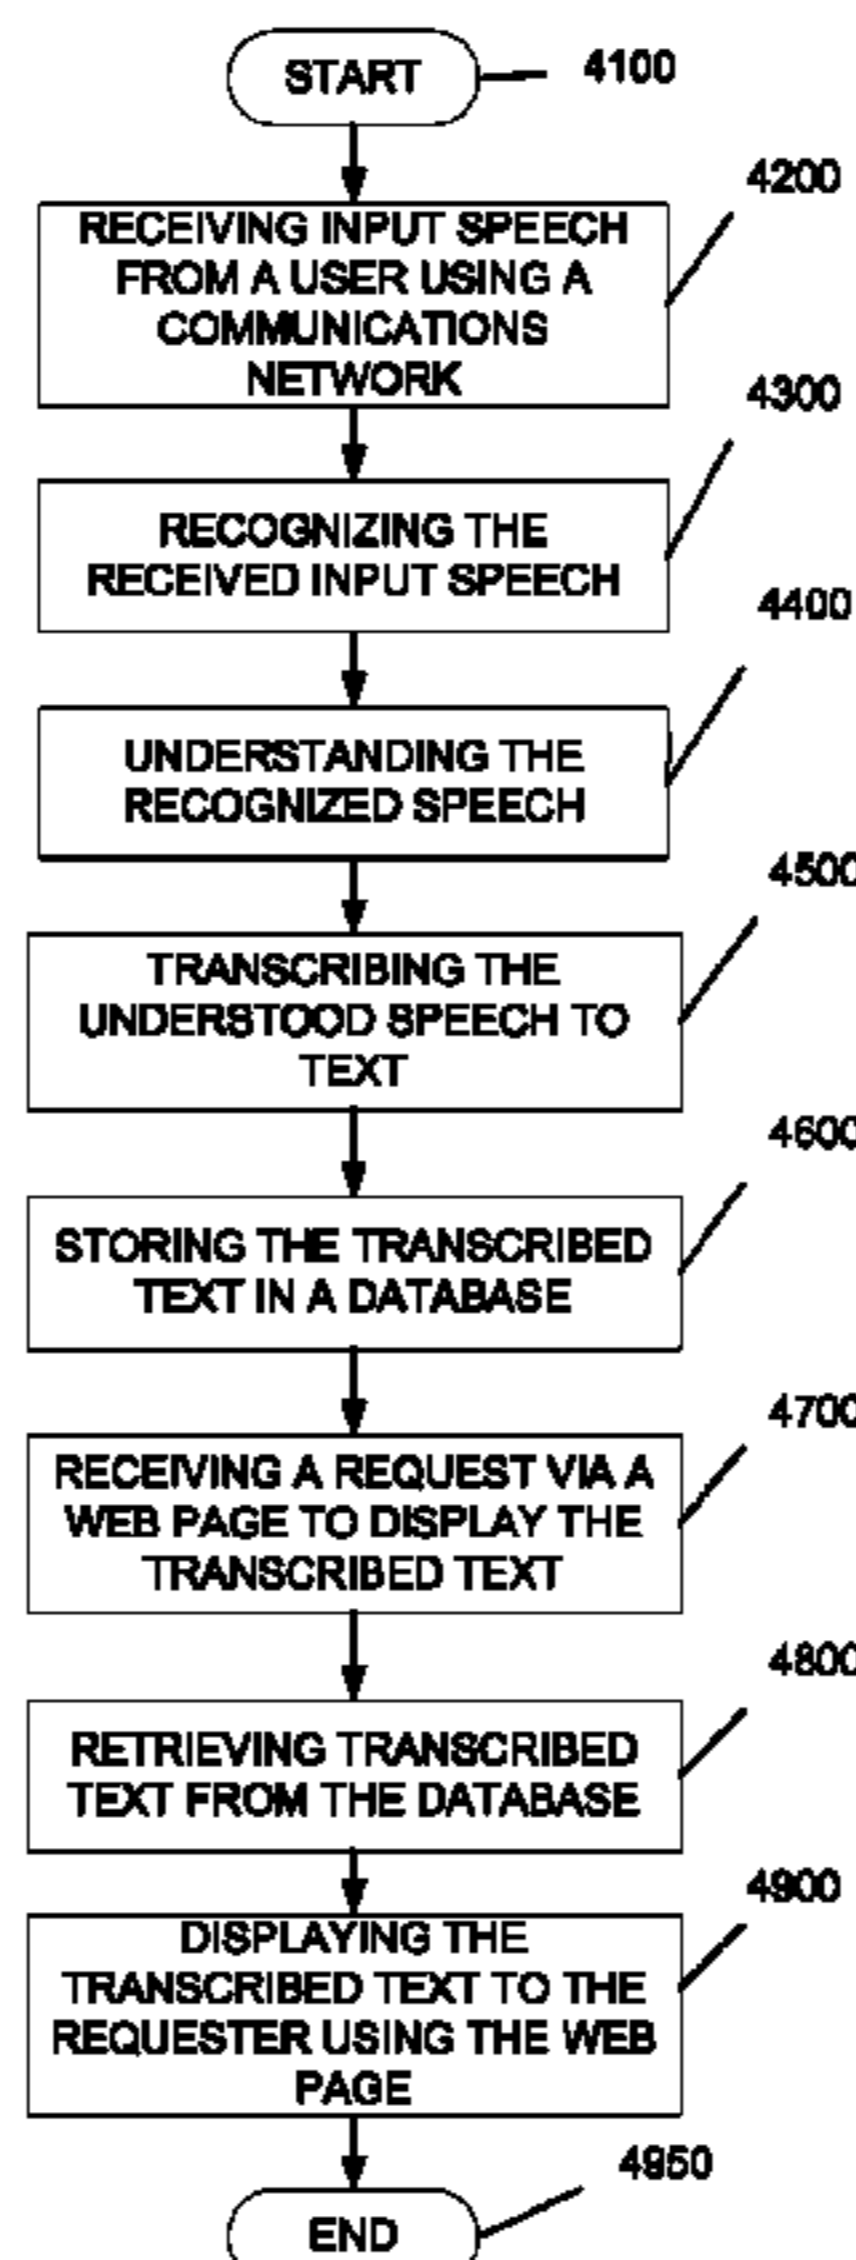 START
4100
4200
RECEIVING INPUT SPEECH
FROM A USER USING A
COMMUNICATIONS
NETWORK
4300
RECOGNIZING THE
RECEIVED INPUT SPEECH
4400
UNDERSTANDING THE
RECOGNIZED SPEECH
4500
TRANSCRIBING THE
UNDERSTOOD SPEECH TO
TEXT
4600
STORING THE TRANSCRIBED
TEXT IN A DATABASE
4700
RECEIVING A REQUEST VIA A
WEB PAGE TO DISPLAY THE
TRANSCRIBED TEXT
4800
RETRIEVING TRANSCRIBED
TEXT FROM THE DATABASE
4900
DISPLAYING THE
TRANSCRIBED TEXT TO THE
REQUESTER USING THE WEB
PAGE
4950
END